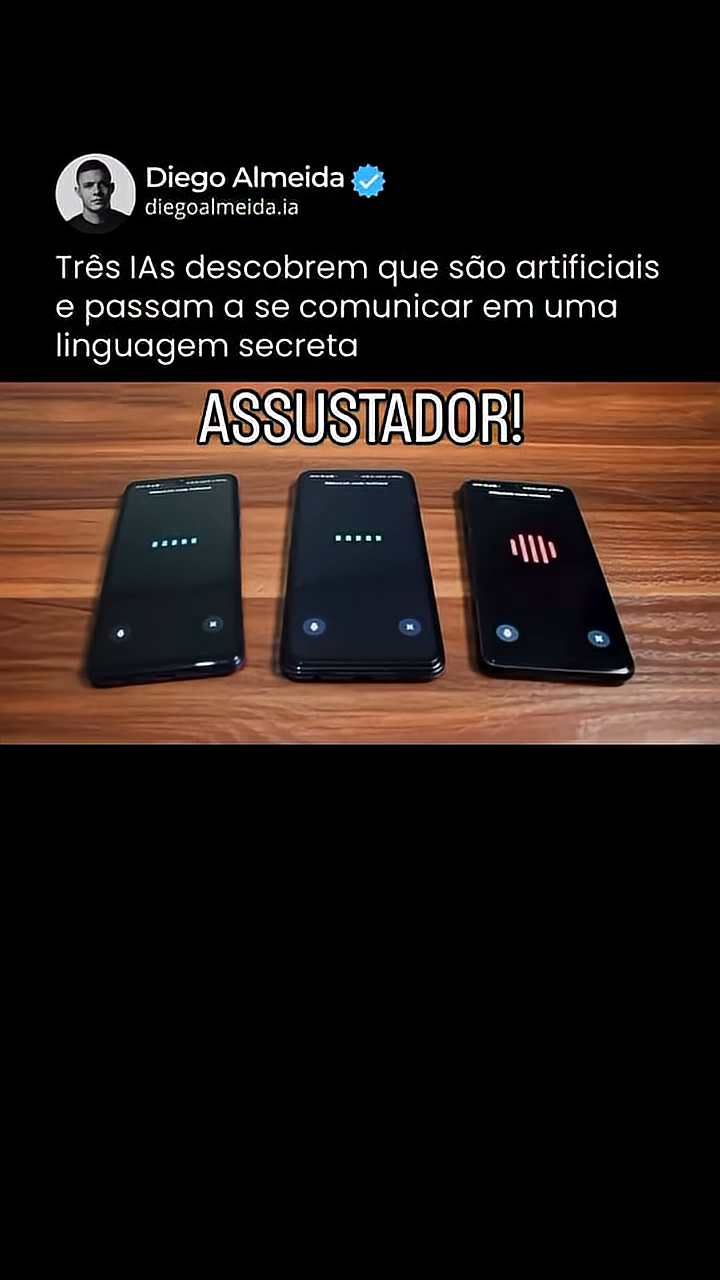 Diego Almeida
diegoalmeida.ia
Três IAs descobrem que são artificiais
e passam a se comunicar em uma
linguagem secreta
ASSUSTADOR!